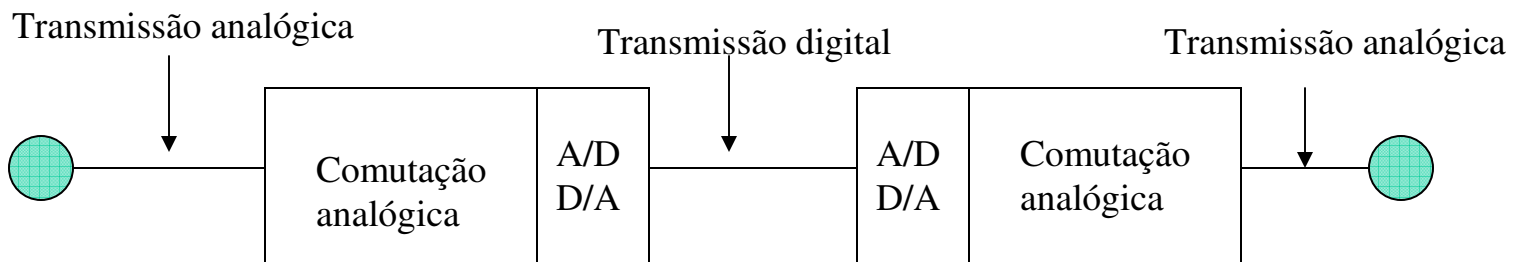 Transmissão analógica
Transmissão digital
Transmissão analógica
Comutação
analógica
A/D
D/A
A/D
D/A
Comutação
analógica